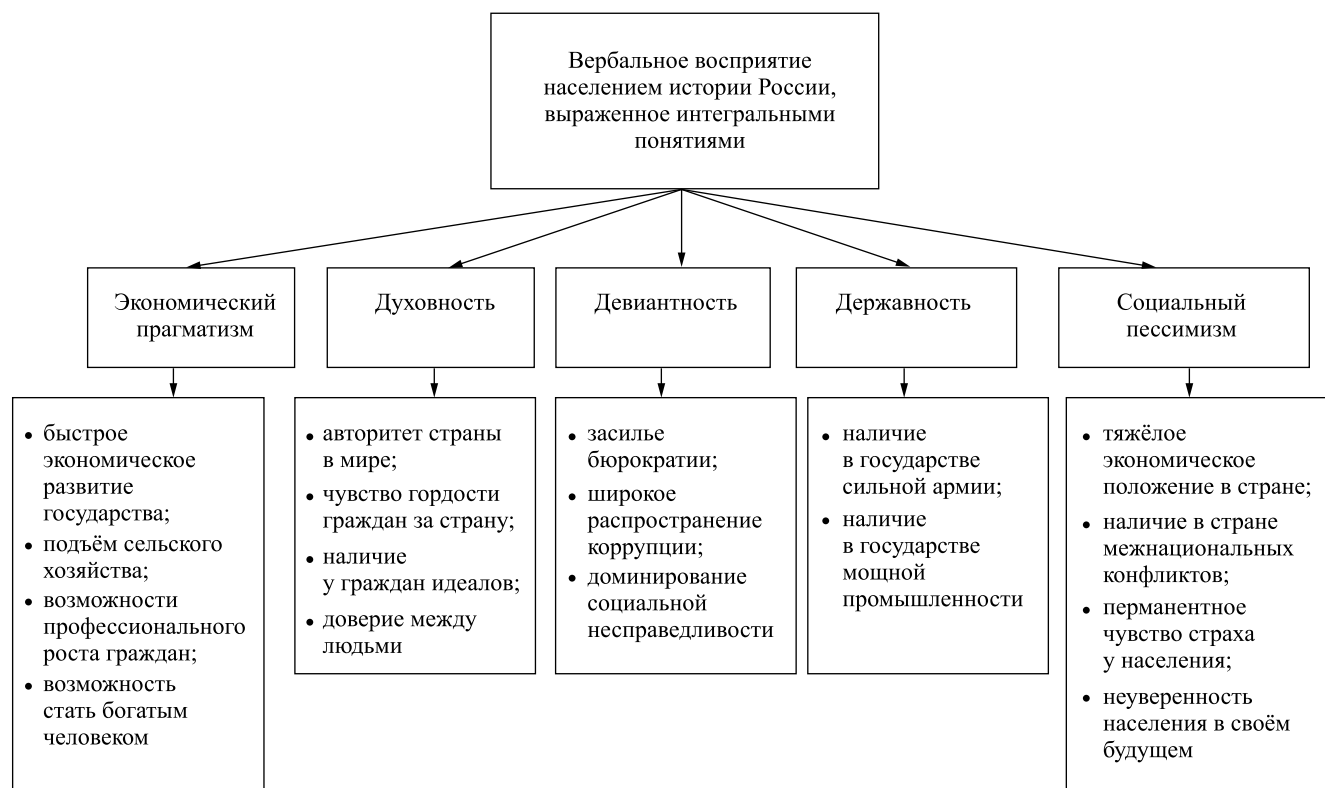 Вербальное восприятие
населением истории России,
выраженное интегральными
понятиями
Экономический
прагматизм
Духовность
Девиантность
Державность
Социальный
пессимизм
• быстрое
экономическое
развитие
государства;
• подъём сельского
хозяйства;
• возможности
профессионального
роста граждан;
• возможность
стать богатым
человеком
• авторитет страны
в мире;
• чувство гордости
граждан за страну;
• наличие
у граждан идеалов;
• доверие между
людьми
• засилье
бюрократии;
• широкое
распространение
коррупции;
• доминирование
социальной
несправедливости
• наличие
в государстве
сильной армии;
• наличие
в государстве
мощной
промышленности
• тяжёлое
экономическое
положение в стране;
• наличие в стране
межнациональных
конфликтов;
• перманентное
чувство страха
у населения;
• неуверенность
населения в своём
будущем